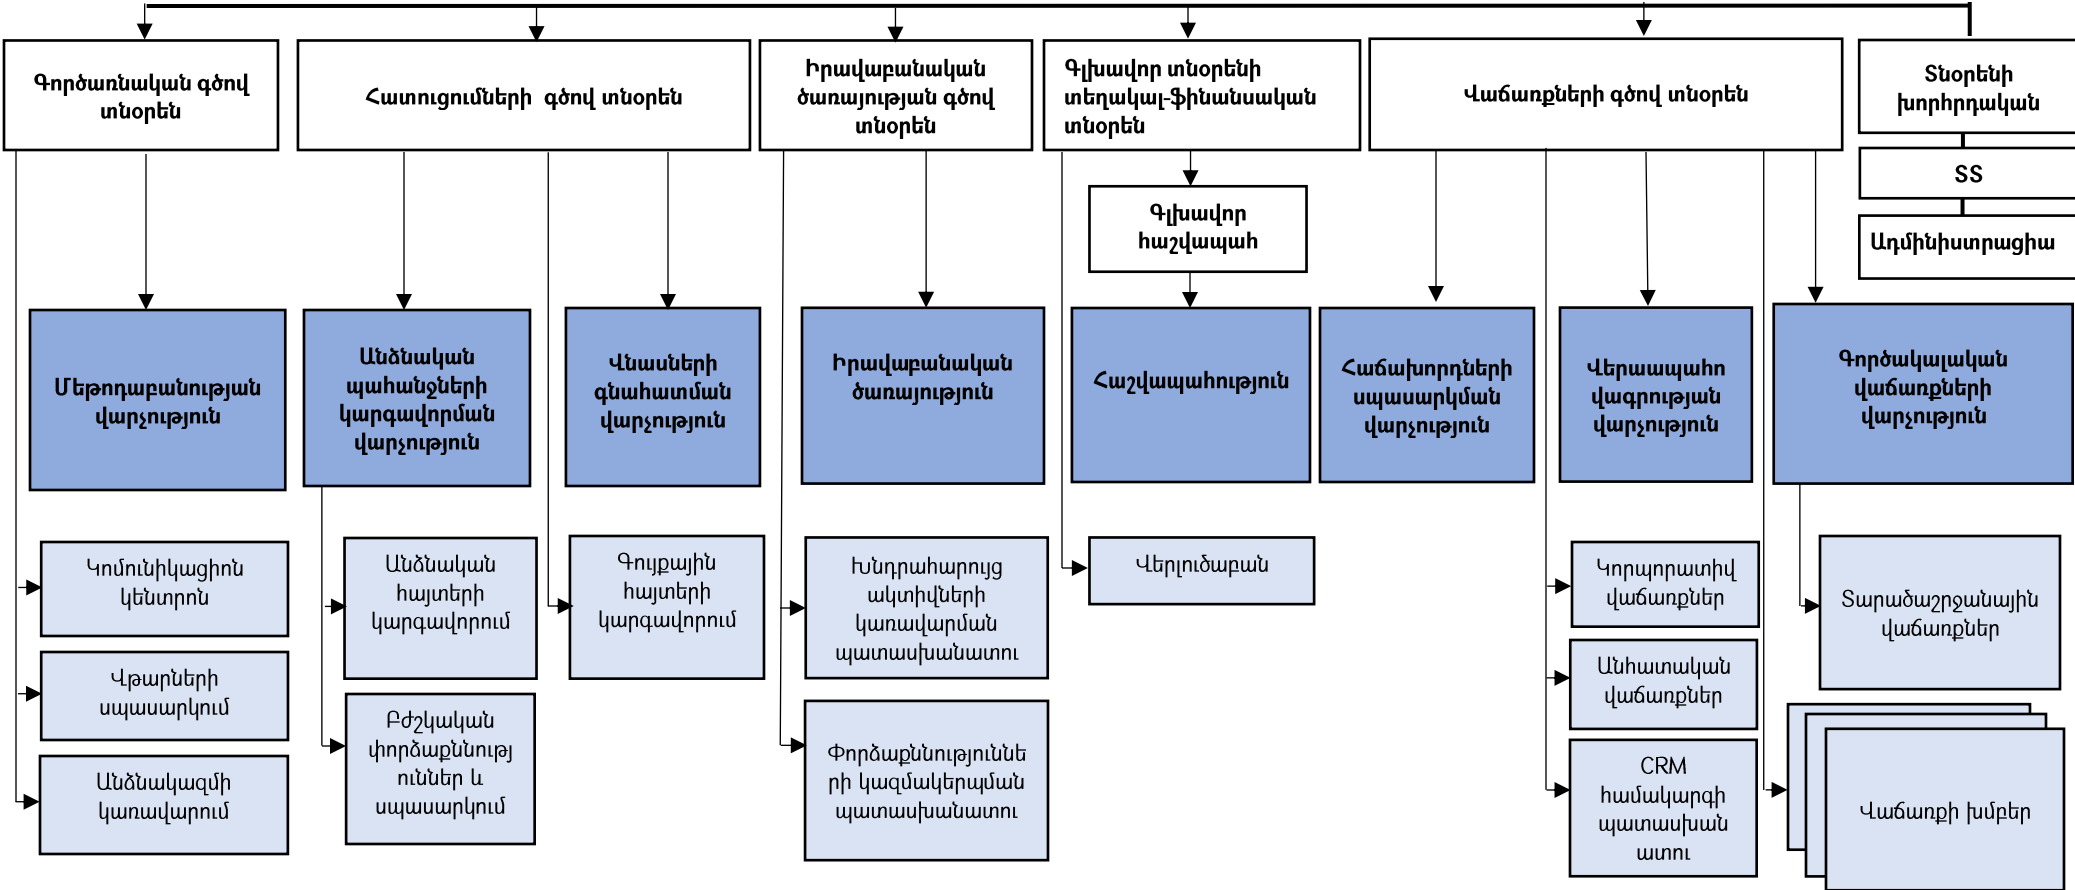 Գործառնական գծով
տնօրեն
Հատուցումների գծով տնօրեն
Իրավաբանական
ծառայության գծով
տնօրեն
Գլխավոր տնօրենի
տեղակալ-ֆինանսական
տնօրեն
Վաճառքների գծով տնօրեն
Տնօրենի
խորհրդական
ՏՏ
Ադմինիստրացիա
Գլխավոր
հաշվապահ
Մեթոդաբանության
վարչություն
Անձնական
պահանջների
կարգավորման
վարչություն
Վնասների
գնահատման
վարչություն
Իրավաբանական
ծառայություն
Հաշվապահություն
Հաճախորդների
սպասարկման
վարչություն
Վերաապահո
վագրության
վարչություն
Գործակալական
վաճառքների
վարչություն
Կոմունիկացիոն
կենտրոն
Վթարների
սպասարկում
Անձնակազմի
կառավարում
Անձնական
հայտերի
կարգավորում
Բժշկական
փորձաքննությ
ուններ և
սպասարկում
Գույքային
հայտերի
կարգավորում
Խնդրահարույց
ակտիվների
կառավարման
պատասխանատու
Փորձաքննություննե
րի կազմակերպման
պատասխանատու
Վերլուծաբան
Կորպորատիվ
վաճառքներ
Անհատական
վաճառքներ
CRM
համակարգի
պատասխան
ատու
Տարածաշրջանային
վաճառքներ
Վաճառքի խմբեր